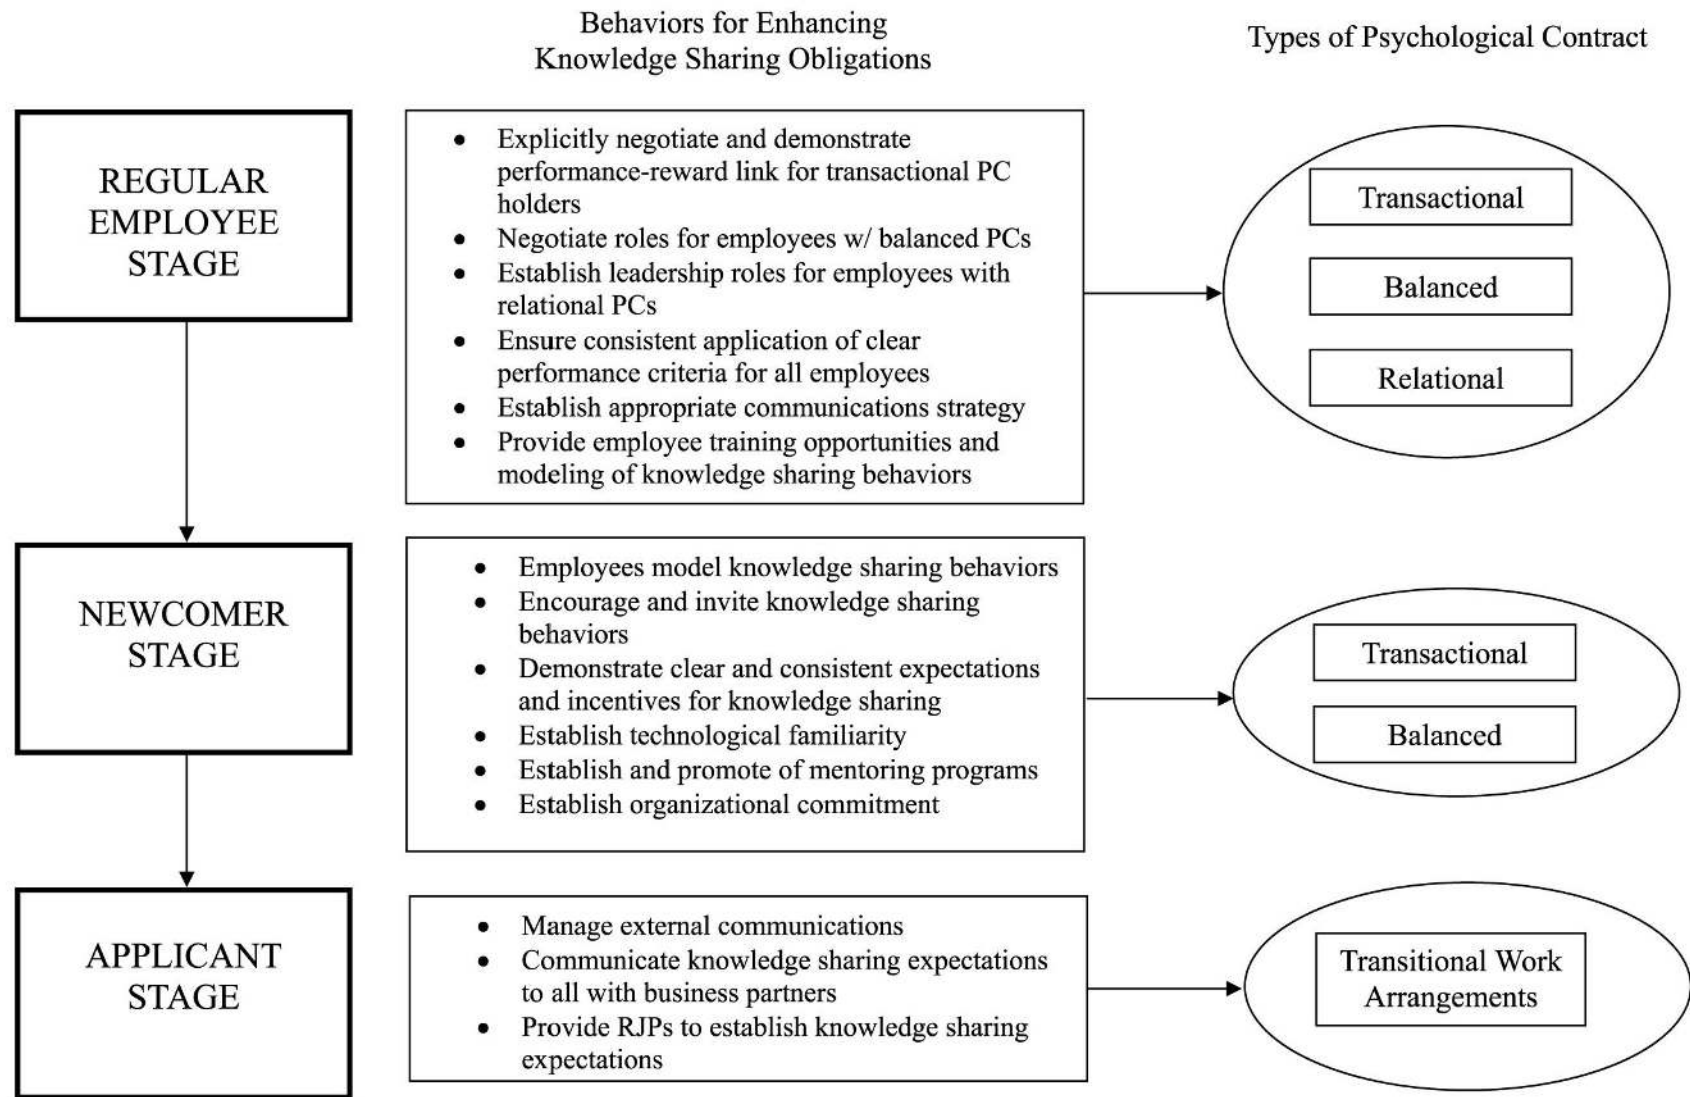 Behaviors for Enhancing
Knowledge Sharing Obligations
Types of Psychological Contract
REGULAR
EMPLOYEE
STAGE
• Explicitly negotiate and demonstrate
performance-reward link for transactional PC
holders
• Negotiate roles for employees w/ balanced PCs
• Establish leadership roles for employees with
relational PCs
• Ensure consistent application of clear
performance criteria for all employees
• Establish appropriate communications strategy
• Provide employee training opportunities and
modeling of knowledge sharing behaviors
Transactional
Balanced
Relational
NEWCOMER
STAGE
• Employees model knowledge sharing behaviors
• Encourage and invite knowledge sharing
behaviors
• Demonstrate clear and consistent expectations
and incentives for knowledge sharing
• Establish technological familiarity
• Establish and promote of mentoring programs
• Establish organizational commitment
Transactional
Balanced
APPLICANT
STAGE
• Manage external communications
• Communicate knowledge sharing expectations
to all with business partners
• Provide RJPs to establish knowledge sharing
expectations
Transitional Work
Arrangements